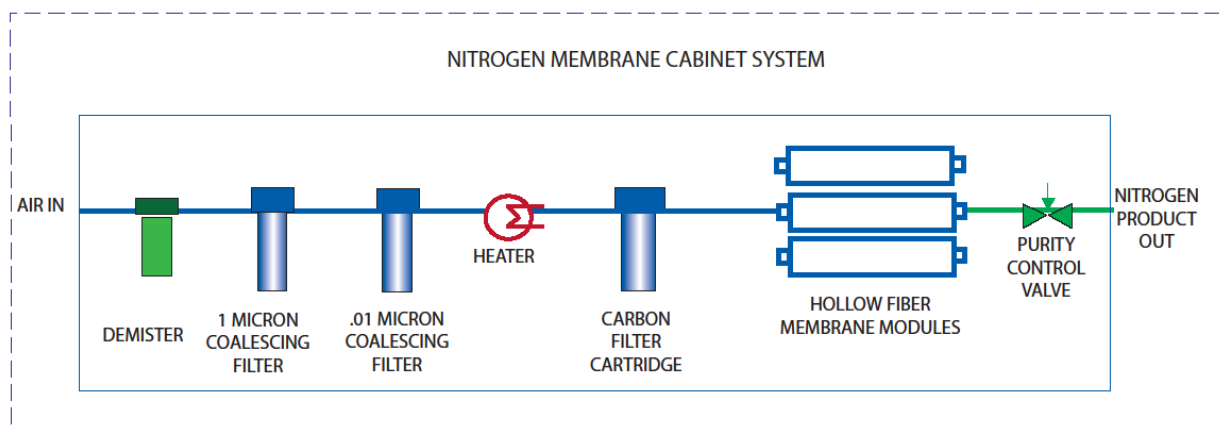 NITROGEN MEMBRANE CABINET SYSTEM
AIR IN
DEMISTER
1 MICRON
COALESCING
FILTER
.01 MICRON
COALESCING
FILTER
HEATER
CARBON
FILTER
CARTRIDGE
HOLLOW FIBER
MEMBRANE MODULES
PURITY
CONTROL
VALVE
NITROGEN
PRODUCT
OUT